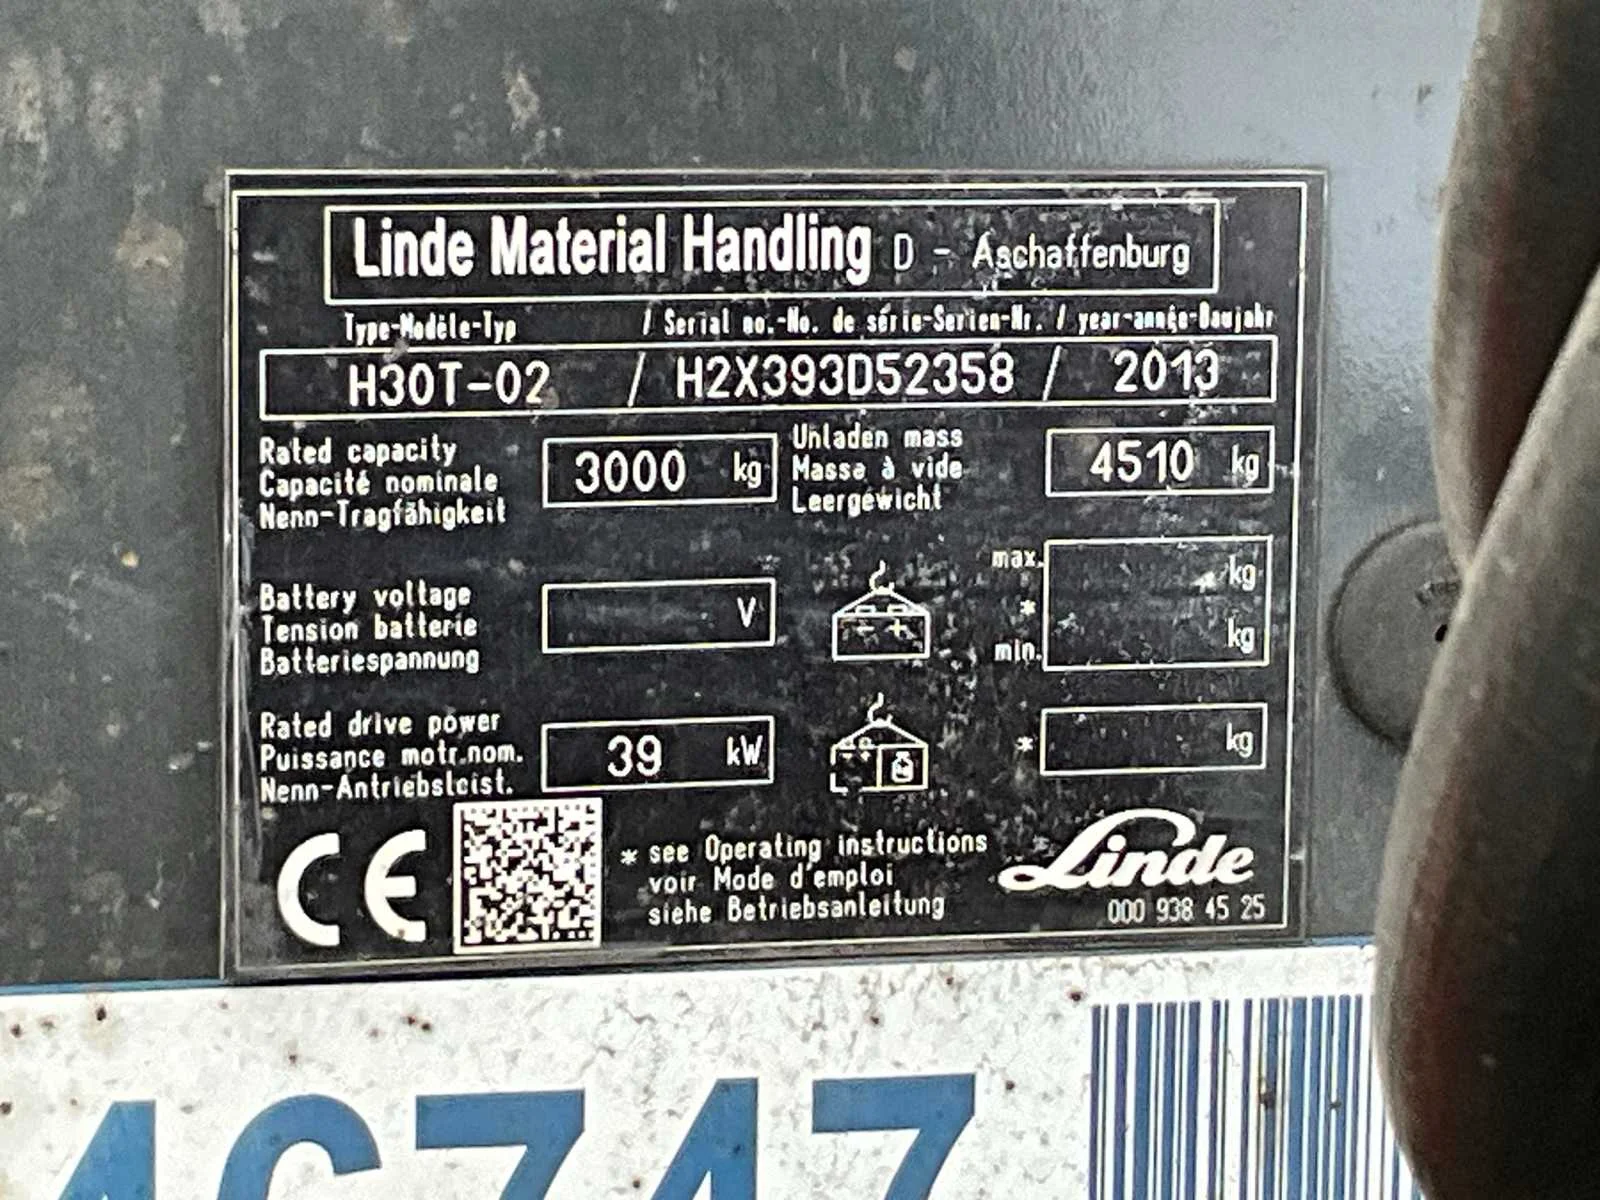 Linde Material Handling D - Aschaffenburg
Type-Modèle-Typ / Serial no.-No. de série-Serien-Nr. / year-année-Baujahr
H30T-02 / H2X393D52358 / 2013
Rated capacity
Capacité nominale
Nenn-Tragfähigkeit
3000 kg
Unladen mass
Massa à vide
Leergewicht
4510 kg
Battery voltage
Tension batterie
Batteriespannung
V
max. kg
*
min. kg
Rated drive power
Puissance motr.nom.
Nenn-Antriebsleist.
39 kW
* kg
CE
* see Operating instructions
voir Mode d'emploi
siehe Betriebsanleitung
Linde
000 938 45 25